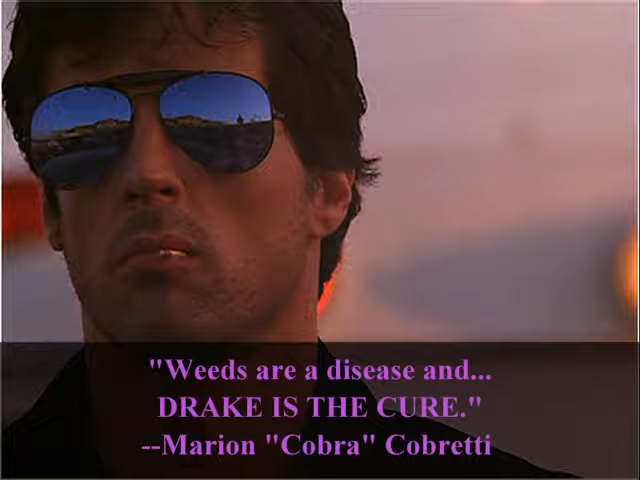 "Weeds are a disease and...
DRAKE IS THE CURE."
--Marion "Cobra" Cobretti